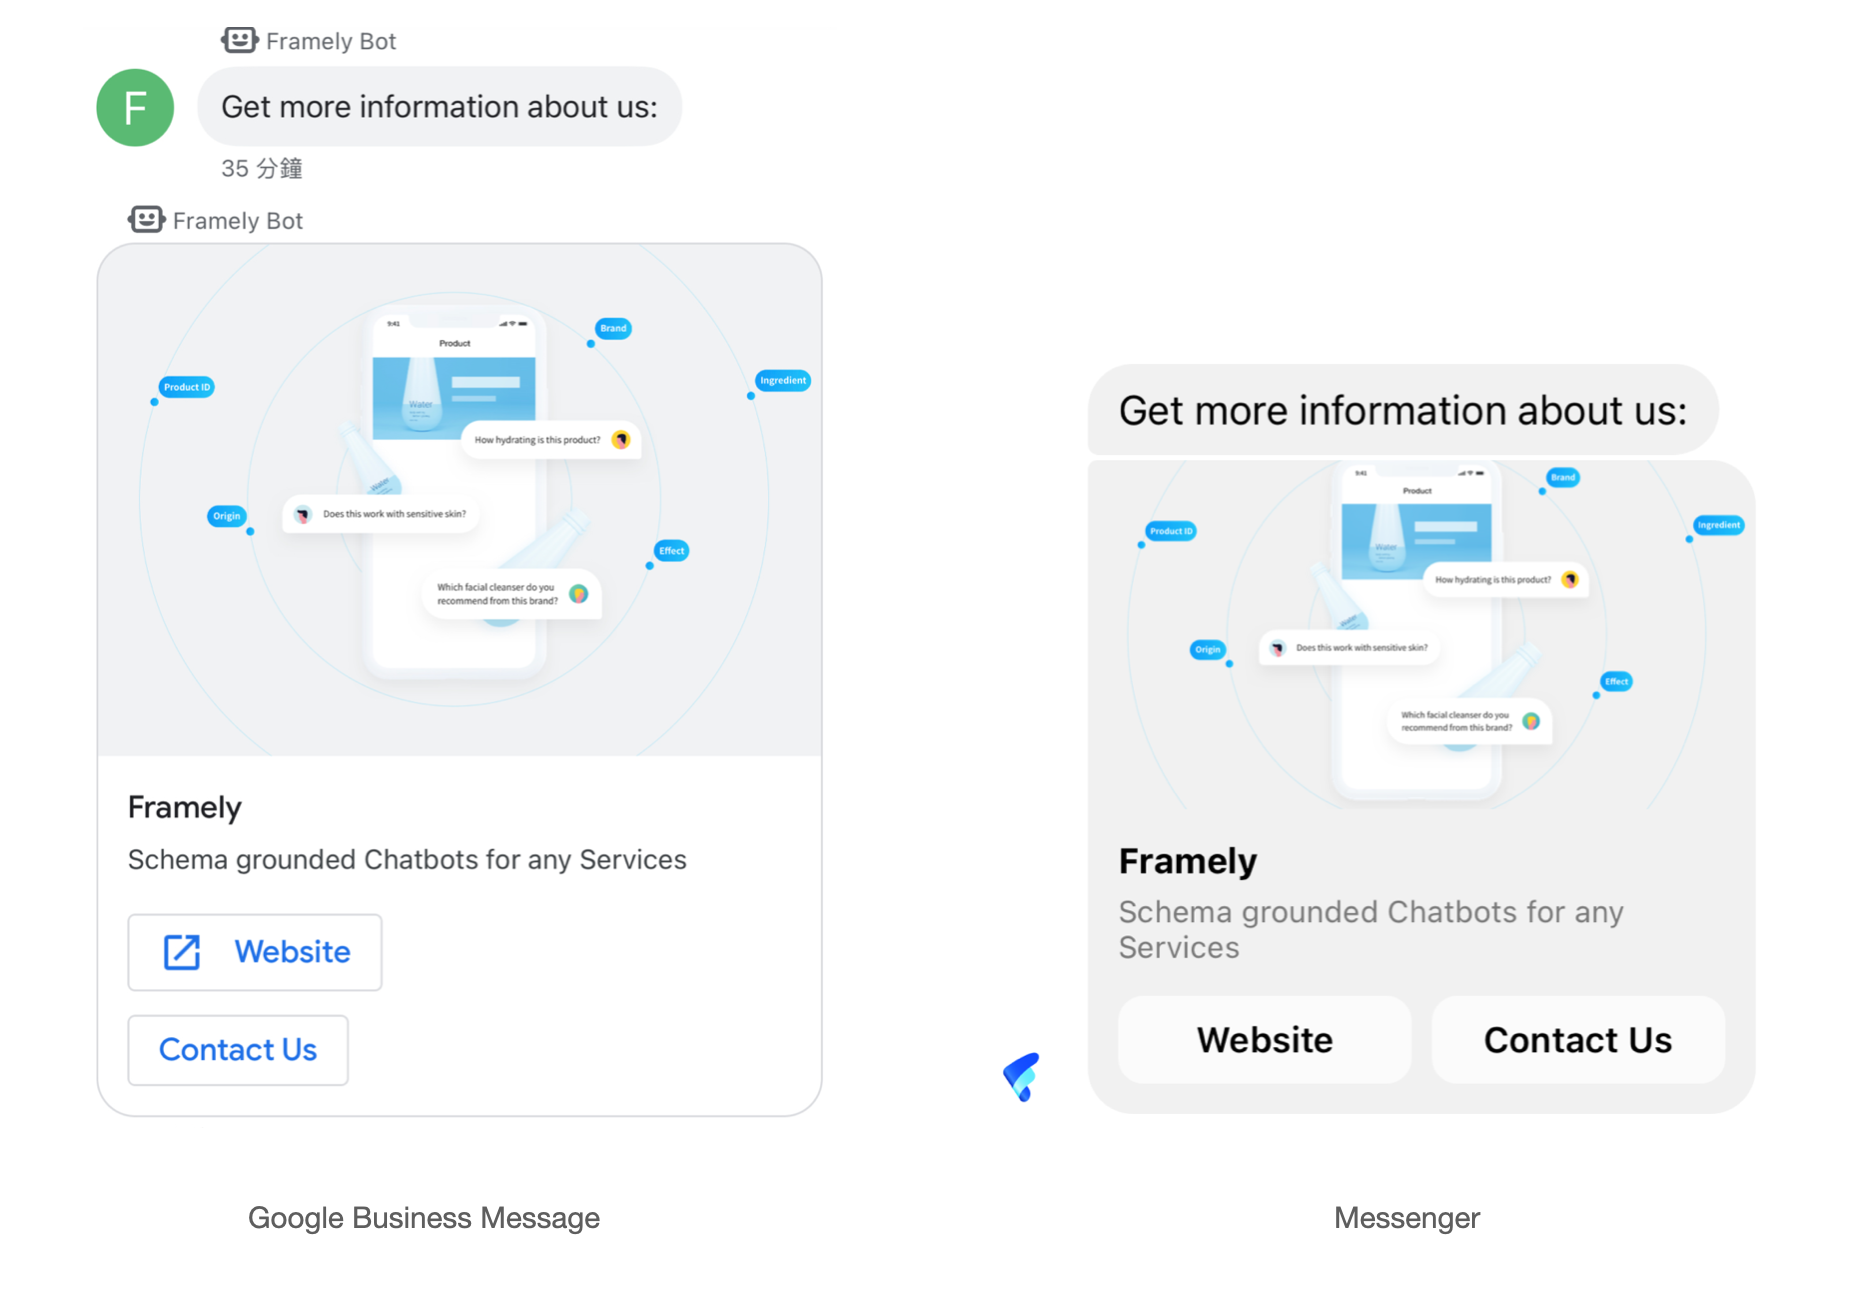 Framely Bot
F
Get more information about us:
35 分鐘
Framely Bot
9:41
Product
Brand
Ingredient
Product ID
Water
How hydrating is this product?
Water
Origin
Does this work with sensitive skin?
Effect
Which facial cleanser do you
recommend from this brand?
Framely
Schema grounded Chatbots for any Services
Website
Contact Us
Google Business Message
Get more information about us:
9:41
Product
Brand
Ingredient
Product ID
Water
How hydrating is this product?
Water
Origin
Does this work with sensitive skin?
Effect
Which facial cleanser do you
recommend from this brand?
Framely
Schema grounded Chatbots for any
Services
Website
Contact Us
Messenger